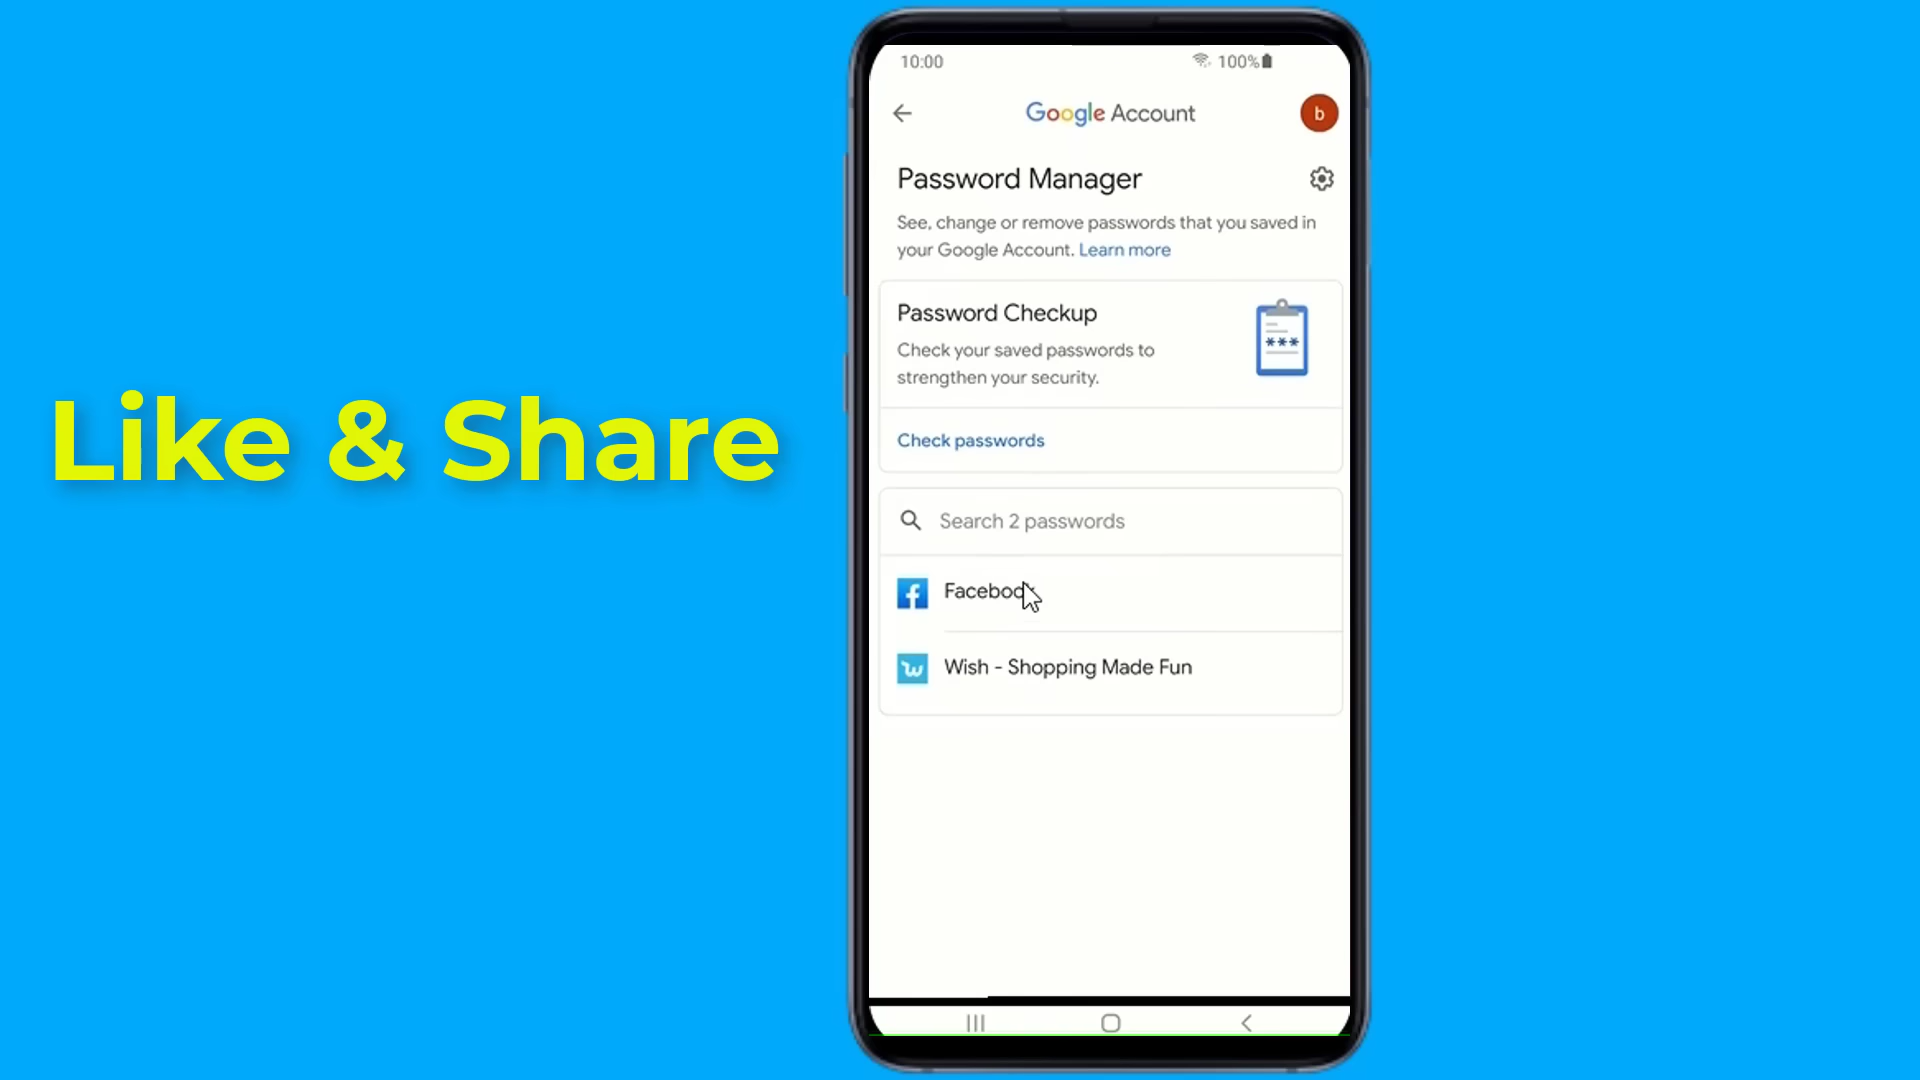 Like & Share
10:00
100%
Google Account
b
Password Manager
See, change or remove passwords that you saved in
your Google Account. Learn more
Password Checkup
Check your saved passwords to
strengthen your security.
***
Check passwords
Search 2 passwords
Facebook
Wish - Shopping Made Fun